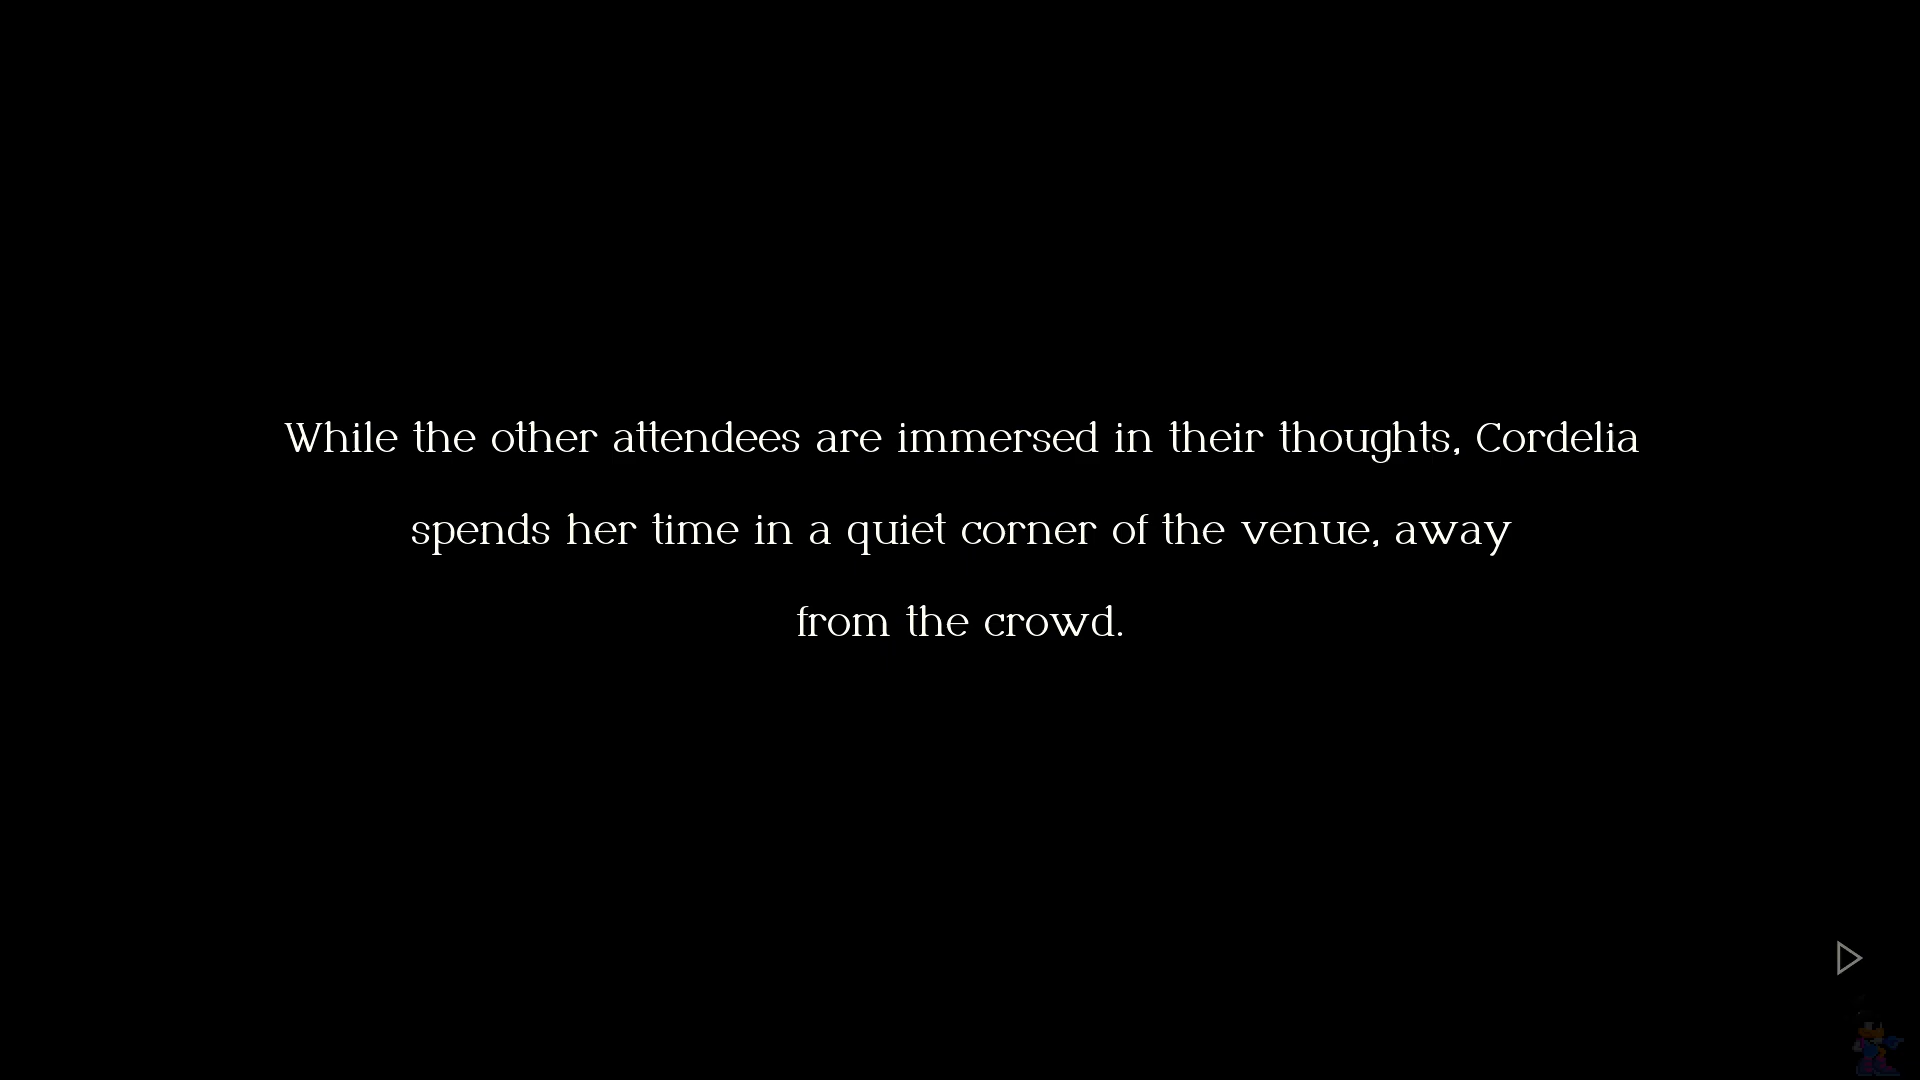 While the other attendees are immersed in their thoughts, Cordelia
spends her time in a quiet corner of the venue, away
from the crowd.